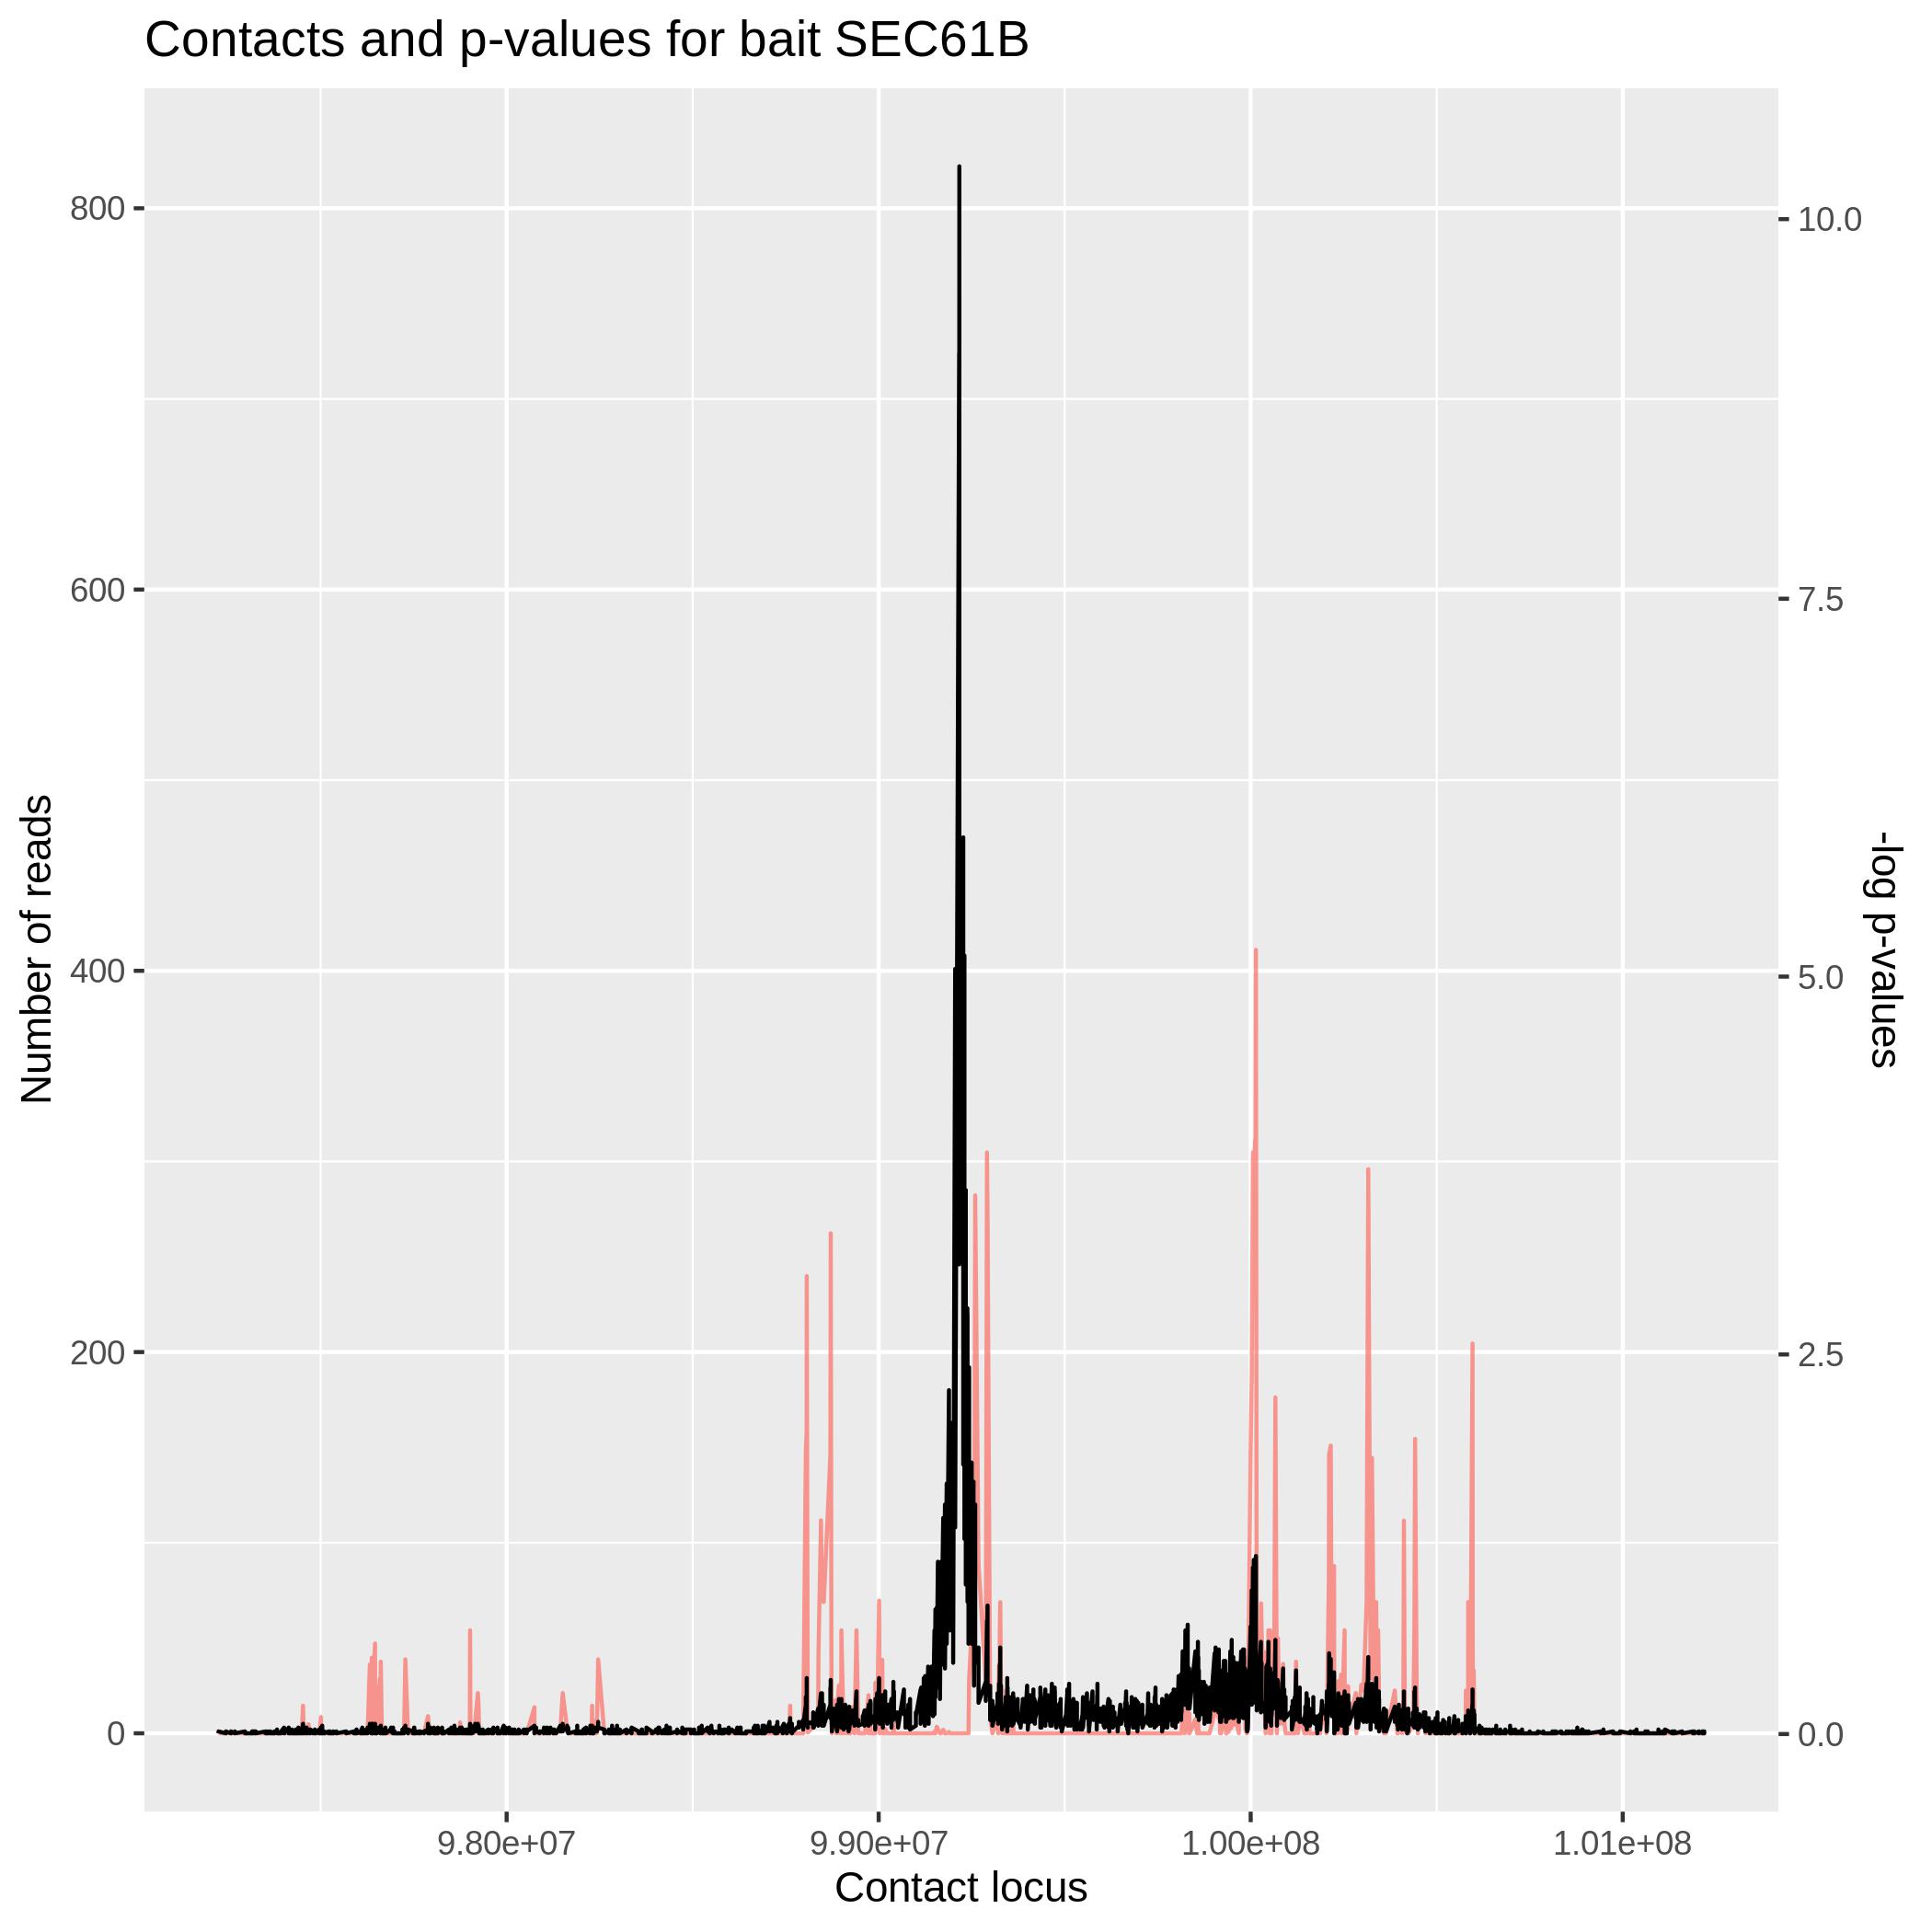 Contacts and p-values for bait SEC61B
800
600
400
200
0
Number of reads
10.0
7.5
5.0
2.5
0.0
-log p-values
9.80e+07
9.90e+07
1.00e+08
1.01e+08
Contact locus